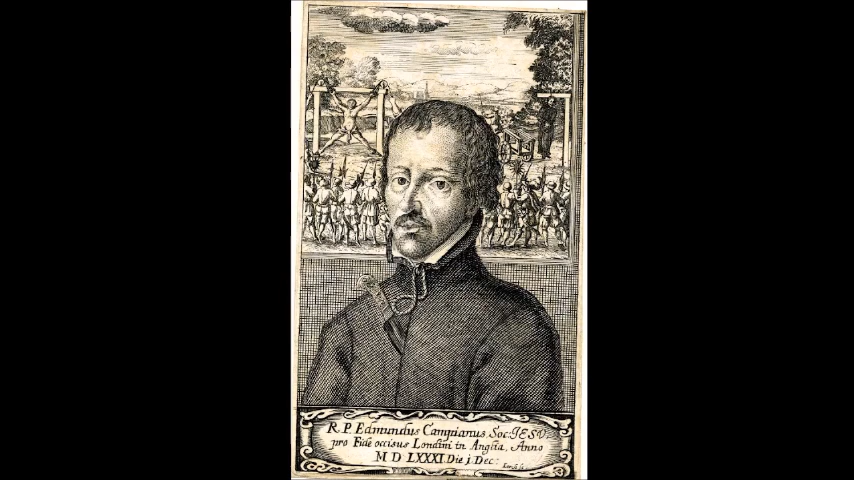 R. P. Edmundus Campianus. Soc: IESV:
pro Fide occisus Londini in Anglia, Anno
M D LXXXI. Die j. Dec: